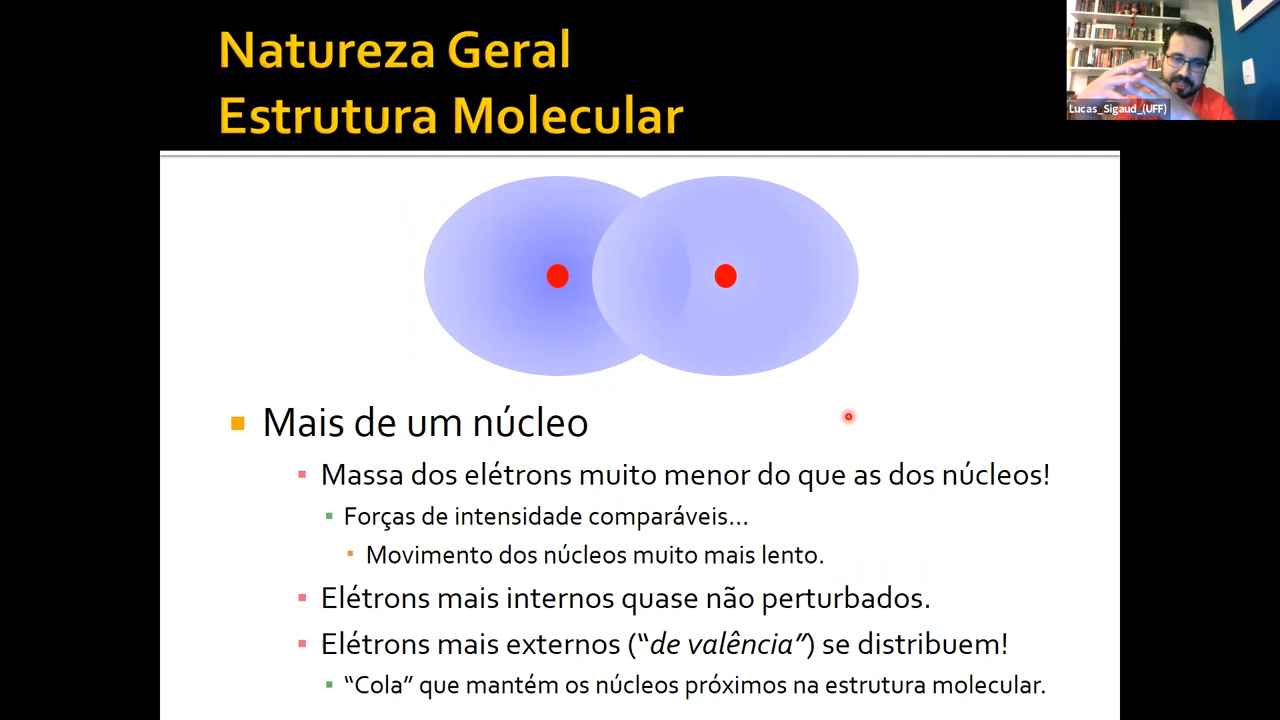 Natureza Geral
Estrutura Molecular
Lucas_Sigaud_(UFF)
Mais de um núcleo
Massa dos elétrons muito menor do que as dos núcleos!
Forças de intensidade comparáveis...
Movimento dos núcleos muito mais lento.
Elétrons mais internos quase não perturbados.
Elétrons mais externos (“de valência”) se distribuem!
“Cola” que mantém os núcleos próximos na estrutura molecular.